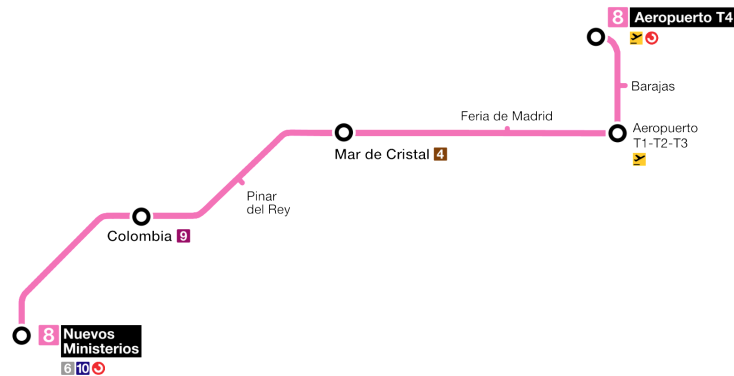 8 Aeropuerto T4
Barajas
Feria de Madrid
Aeropuerto
T1-T2-T3
Mar de Cristal 4
Pinar
del Rey
Colombia 9
8 Nuevos
Ministerios
6 10